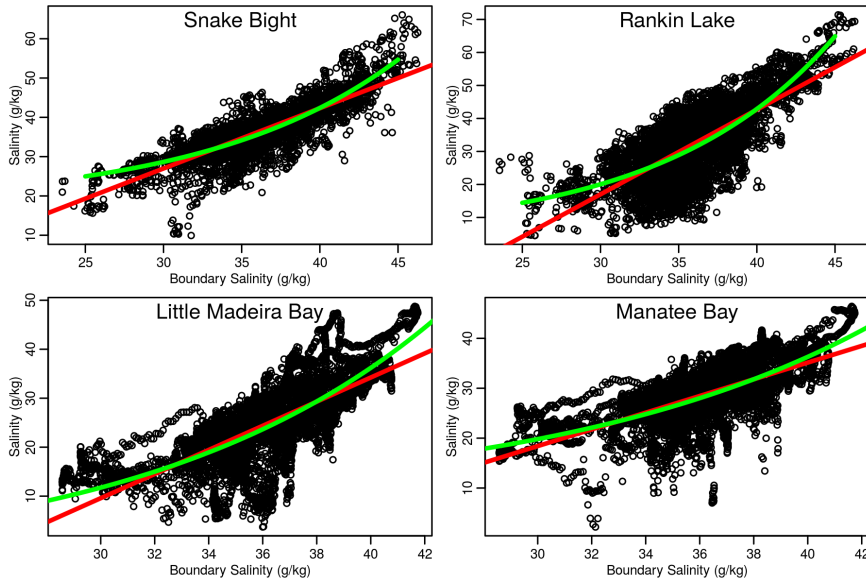 Snake Bight
Salinity (g/kg)
10 20 30 40 50 60
25 30 35 40 45
Boundary Salinity (g/kg)
Rankin Lake
Salinity (g/kg)
10 20 30 40 50 60 70
25 30 35 40 45
Boundary Salinity (g/kg)
Little Madeira Bay
Salinity (g/kg)
10 20 30 40 50
30 32 34 36 38 40 42
Boundary Salinity (g/kg)
Manatee Bay
Salinity (g/kg)
10 20 30 40
30 32 34 36 38 40 42
Boundary Salinity (g/kg)